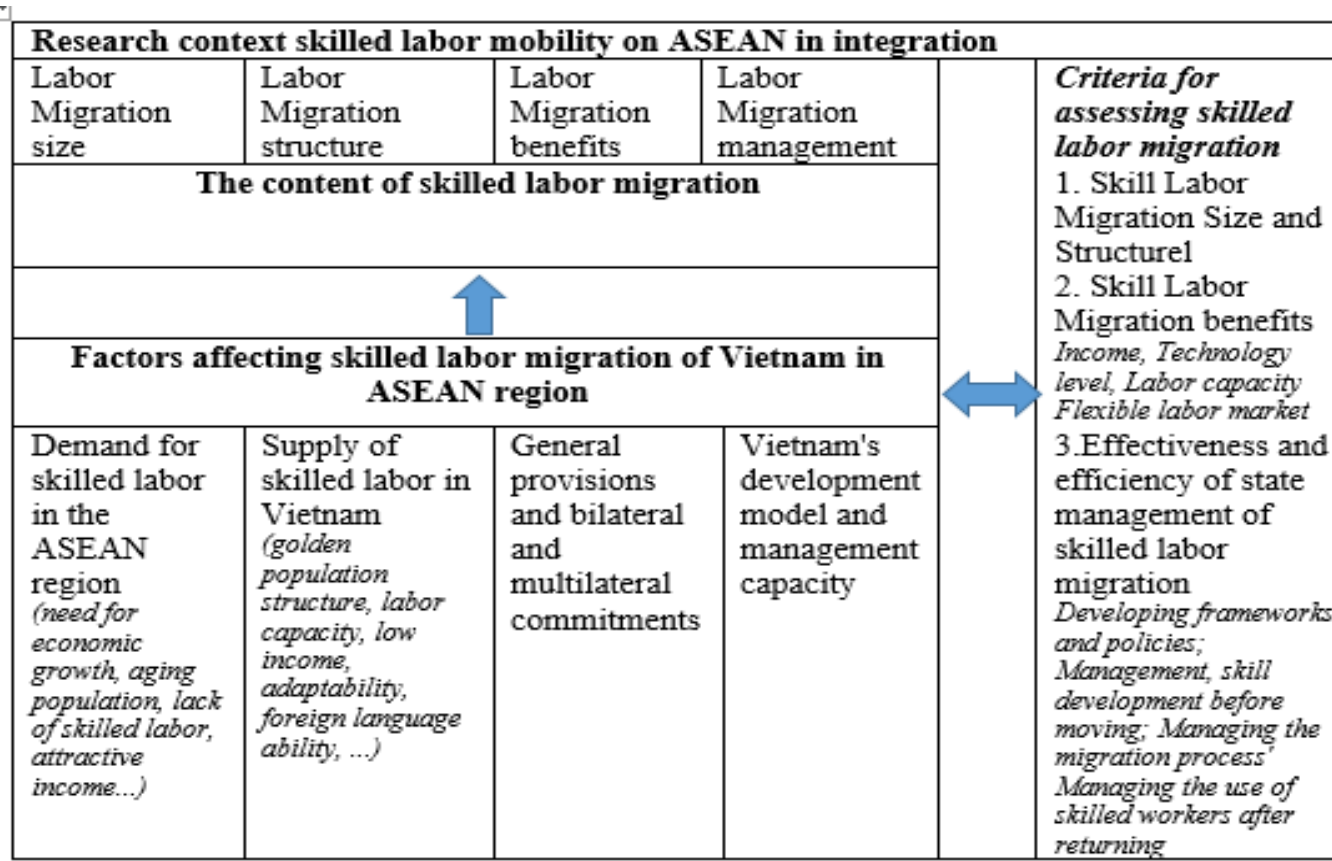 Research context skilled labor mobility on ASEAN in integration
Labor
Migration
size
Labor
Migration
structure
Labor
Migration
benefits
Labor
Migration
management
The content of skilled labor migration
Factors affecting skilled labor migration of Vietnam in
ASEAN region
Demand for
skilled labor
in the
ASEAN
region
(need for
economic
growth, aging
population, lack
of skilled labor,
attractive
income...)
Supply of
skilled labor in
Vietnam
(golden
population
structure, labor
capacity, low
income,
adaptability,
foreign language
ability, ...)
General
provisions
and bilateral
and
multilateral
commitments
Vietnam's
development
model and
management
capacity
Criteria for
assessing skilled
labor migration
1. Skill Labor
Migration Size and
Structurel
2. Skill Labor
Migration benefits
Income, Technology
level, Labor capacity
Flexible labor market
3.Effectiveness and
efficiency of state
management of
skilled labor
migration
Developing frameworks
and policies;
Management, skill
development before
moving; Managing the
migration process'
Managing the use of
skilled workers after
returning